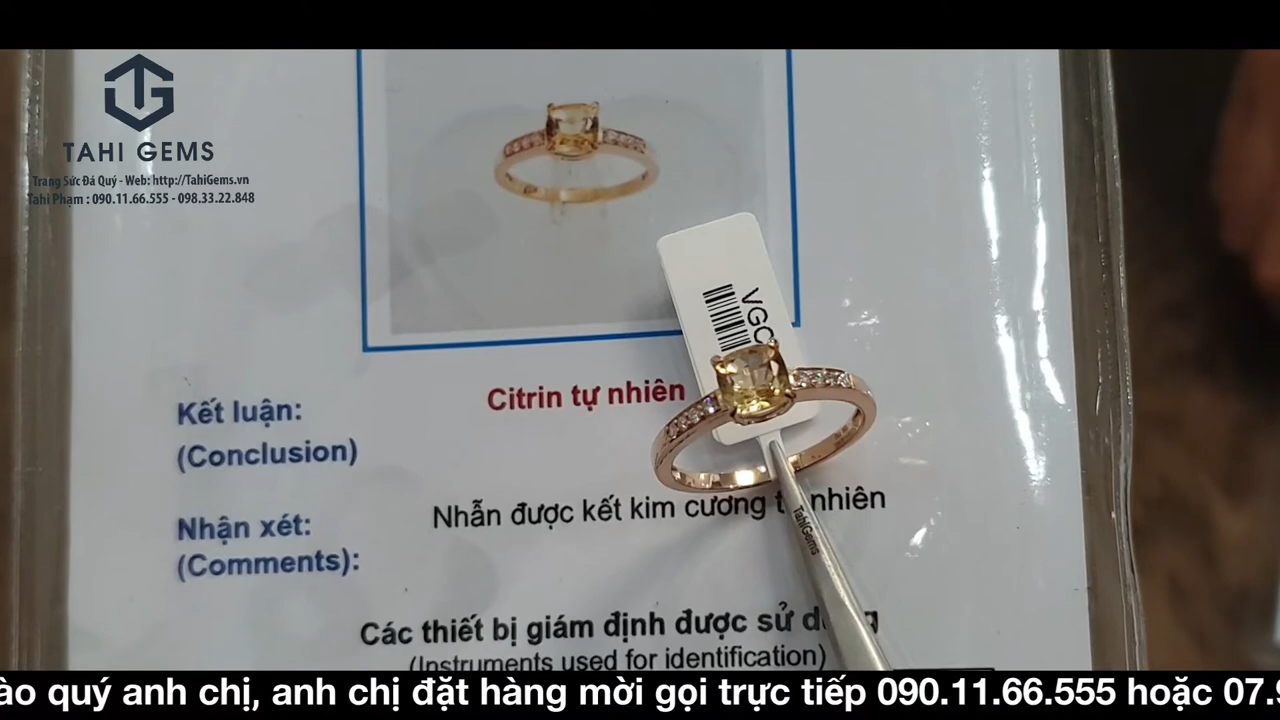 TAHI GEMS
Trang Sức Đá Quý - Web: http://TahiGems.vn
Tahi Phạm : 090.11.66.555 - 098.33.22.848
VGC
Kết luận:
(Conclusion)
Citrin tự nhiên
Nhận xét:
(Comments):
Nhẫn được kết kim cương nhiên
TahiGems
Các thiết bị giám định được sử
(Instruments used for identification)
quý anh chị, anh chị đặt hàng mời gọi trực tiếp 090.11.66.555 hoặc